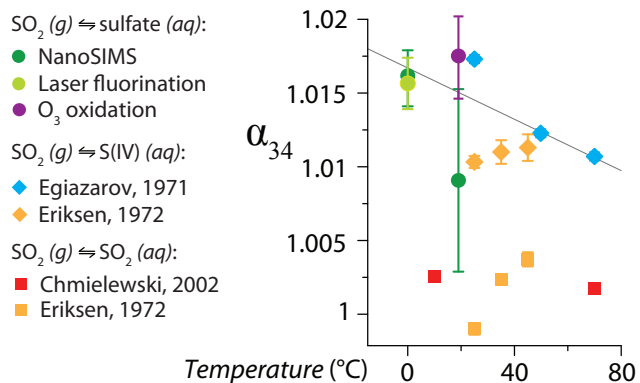 SO₂ (g) ⇋ sulfate (aq):
NanoSIMS
Laser fluorination
O₃ oxidation
SO₂ (g) ⇋ S(IV) (aq):
Egiazarov, 1971
Eriksen, 1972
SO₂ (g) ⇋ SO₂ (aq):
Chmielewski, 2002
Eriksen, 1972
α₃₄
1.02
1.015
1.01
1.005
1
Temperature (°C)
0
40
80